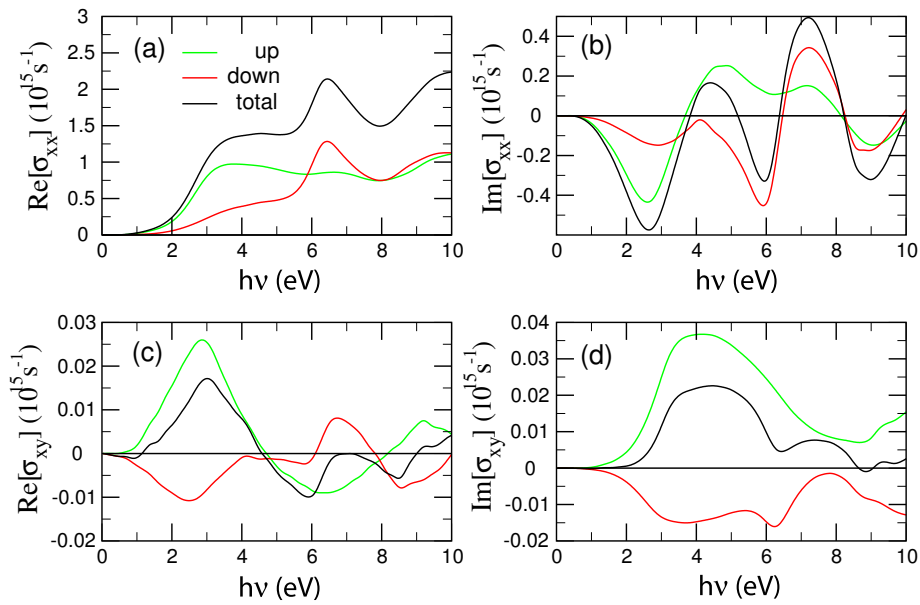 (a)
up
down
total
3
2.5
2
1.5
1
0.5
0
0 2 4 6 8 10
Re[σxx] (10^15 s^-1)
hν (eV)
(b)
0.4
0.2
0
-0.2
-0.4
0 2 4 6 8 10
Im[σxx] (10^15 s^-1)
hν (eV)
(c)
0.03
0.02
0.01
0
-0.01
-0.02
0 2 4 6 8 10
Re[σxy] (10^15 s^-1)
hν (eV)
(d)
0.04
0.03
0.02
0.01
0
-0.01
-0.02
0 2 4 6 8 10
Im[σxy] (10^15 s^-1)
hν (eV)